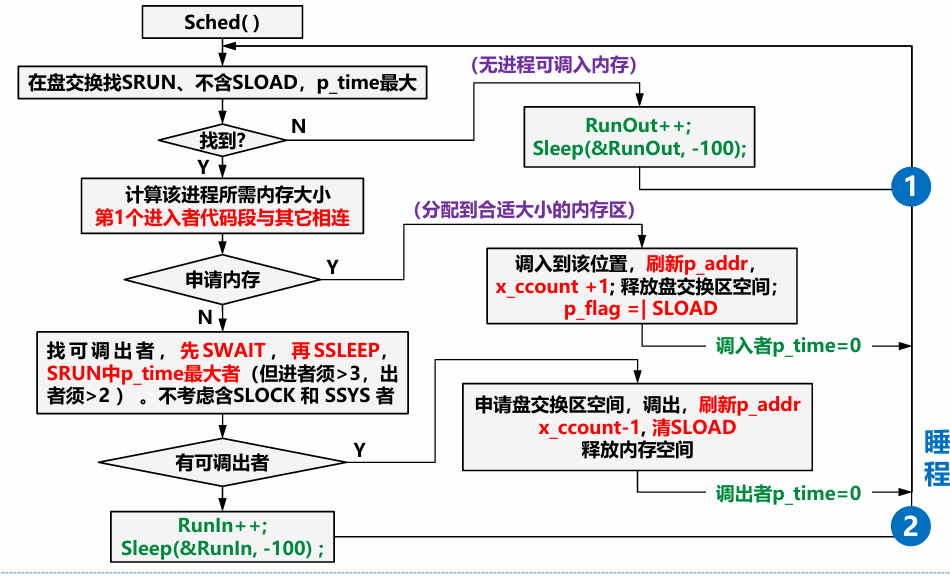 Sched( )
在盘交换找SRUN、不含SLOAD，p_time最大
（无进程可调入内存）
找到?
N
RunOut++;
Sleep(&RunOut, -100);
Y
1
计算该进程所需内存大小
第1个进入者代码段与其它相连
（分配到合适大小的内存区）
申请内存
Y
调入到该位置，刷新p_addr，
x_ccount +1; 释放盘交换区空间；
p_flag =| SLOAD
N
调入者p_time=0
找可调出者，先SWAIT，再SSLEEP，
SRUN中p_time最大者（但进者须>3，出
者须>2 ）。不考虑含SLOCK 和 SSYS 者
申请盘交换区空间，调出，刷新p_addr
x_ccount-1, 清SLOAD
释放内存空间
有可调出者
Y
调出者p_time=0
睡
程
2
RunIn++;
Sleep(&RunIn, -100) ;